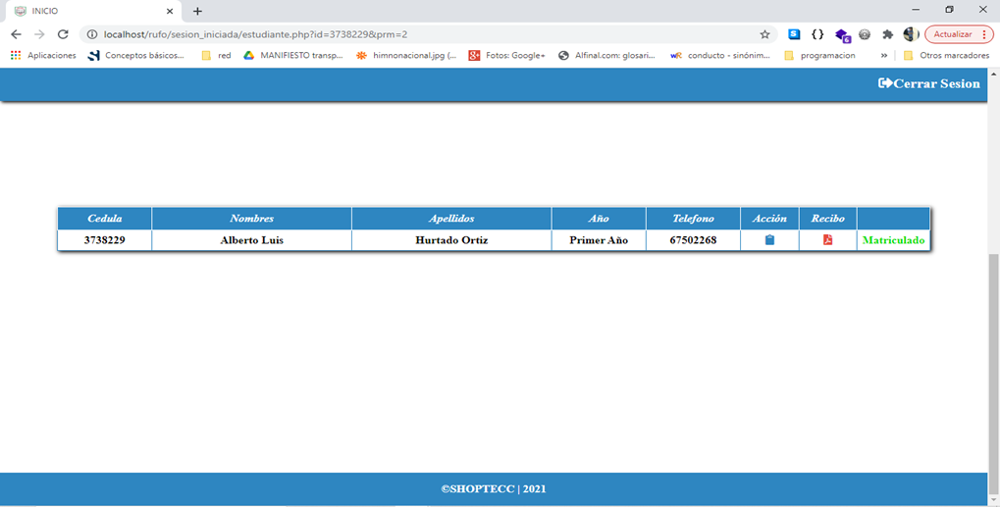 INICIO
localhost/rufo/sesion_iniciada/estudiante.php?id=3738229&prm=2
Actualizar
Aplicaciones Conceptos básicos... red MANIFIESTO transp... himnonacional.jpg (... Fotos: Google+ Alfinal.com: glosari... wR conducto - sinónim... programacion » Otros marcadores
Cerrar Sesion
Cedula Nombres Apellidos Año Telefono Acción Recibo
3738229 Alberto Luis Hurtado Ortiz Primer Año 67502268 Matriculado
©SHOPTECC | 2021